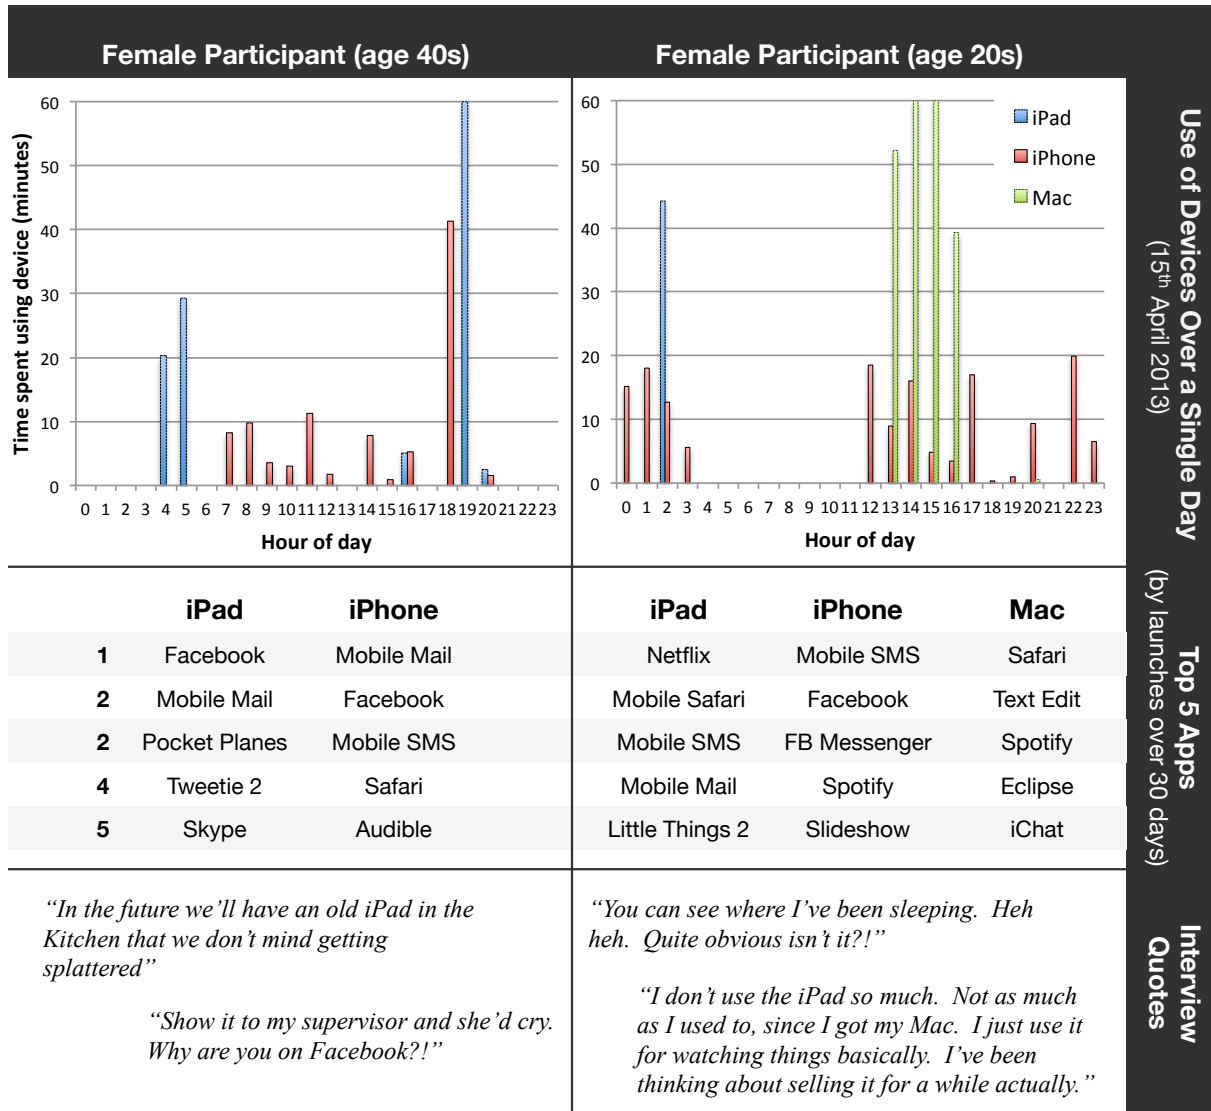 Female Participant (age 40s)
Female Participant (age 20s)
Time spent using device (minutes)
60
50
40
30
20
10
0
0 1 2 3 4 5 6 7 8 9 10 11 12 13 14 15 16 17 18 19 20 21 22 23
Hour of day
60
50
40
30
20
10
0
0 1 2 3 4 5 6 7 8 9 10 11 12 13 14 15 16 17 18 19 20 21 22 23
Hour of day
iPad
iPhone
Mac
Use of Devices Over a Single Day
(15th April 2013)
iPad iPhone
iPad iPhone Mac
1 Facebook Mobile Mail Netflix Mobile SMS Safari
2 Mobile Mail Facebook Mobile Safari Facebook Text Edit
2 Pocket Planes Mobile SMS Mobile SMS FB Messenger Spotify
4 Tweetie 2 Safari Mobile Mail Spotify Eclipse
5 Skype Audible Little Things 2 Slideshow iChat
Top 5 Apps
(by launches over 30 days)
“In the future we’ll have an old iPad in the
Kitchen that we don’t mind getting
splattered”
“Show it to my supervisor and she’d cry.
Why are you on Facebook?!”
“You can see where I’ve been sleeping. Heh
heh. Quite obvious isn’t it?!”
“I don’t use the iPad so much. Not as much
as I used to, since I got my Mac. I just use it
for watching things basically. I’ve been
thinking about selling it for a while actually.”
Interview
Quotes